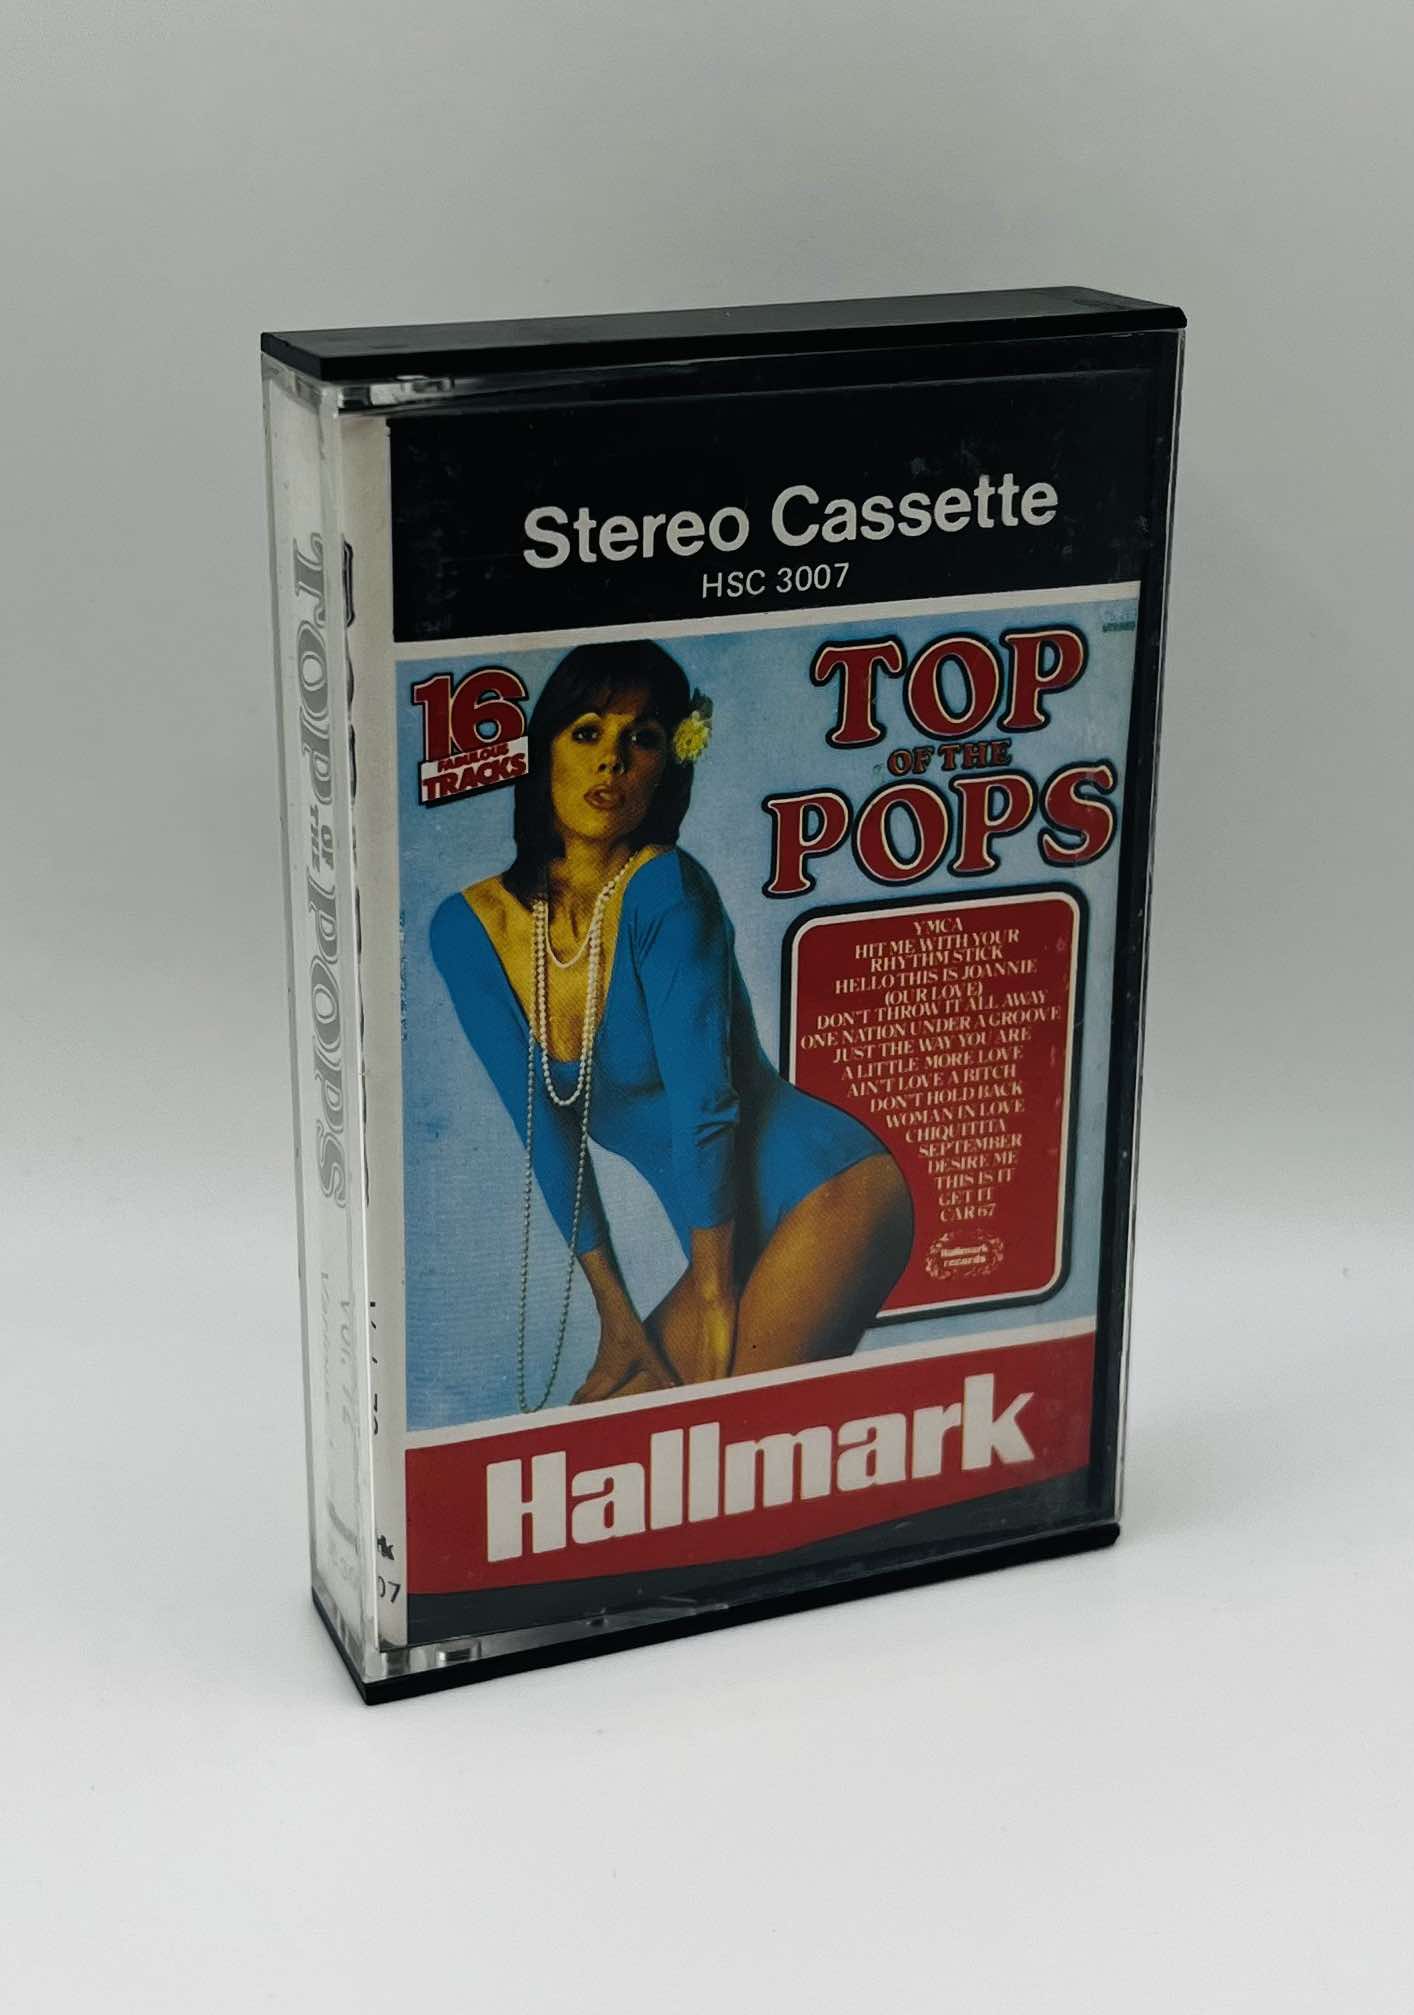 Stereo Cassette
HSC 3007
16
FABULOUS
TRACKS
TOP
OF THE
POPS
YMCA
HIT ME WITH YOUR
RHYTHM STICK
HELLO THIS IS JOANNIE
(OUR LOVE)
DON'T THROW IT ALL AWAY
ONE NATION UNDER A GROOVE
JUST THE WAY YOU ARE
A LITTLE MORE LOVE
AIN'T LOVE A BITCH
DON'T HOLD BACK
WOMAN IN LOVE
CHIQUITITA
SEPTEMBER
DESIRE ME
THIS IS IT
GET IT
CAR 67
Hallmark
records
Hallmark
TOP OF THE POPS VOL. 72
07